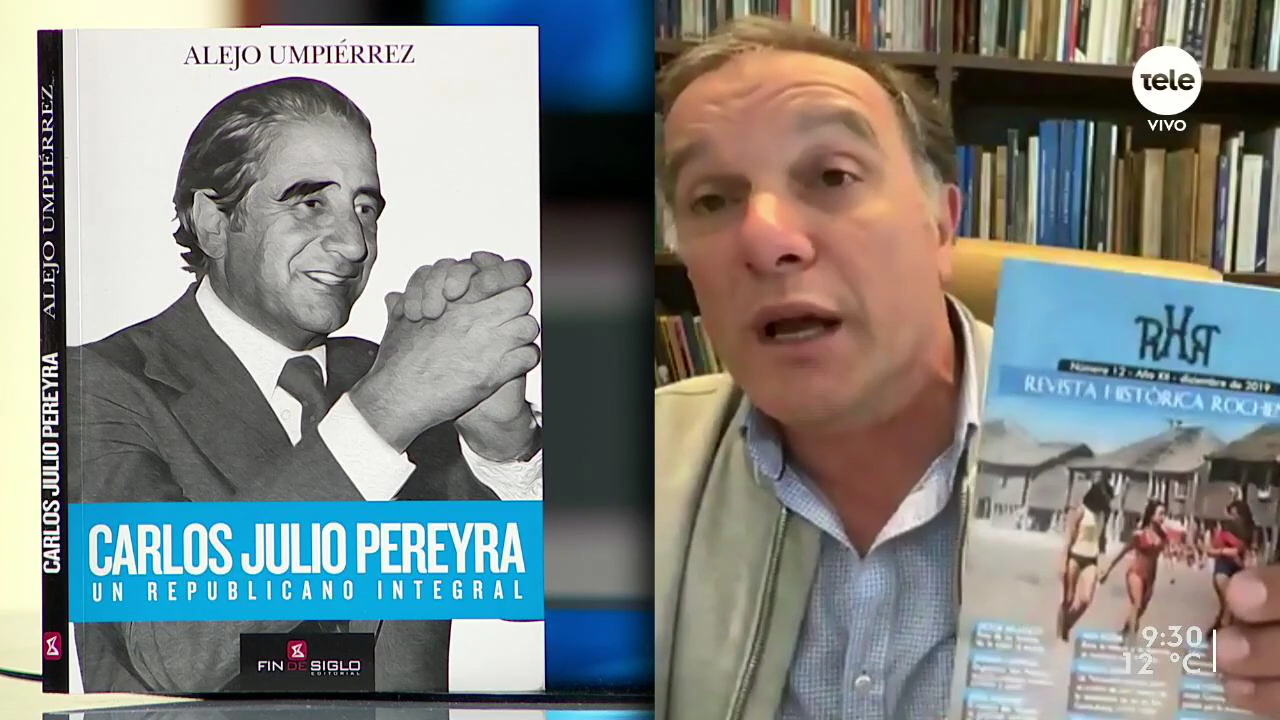 ALEJO UMPIÉRREZ
CARLOS JULIO PEREYRA
UN REPUBLICANO INTEGRAL
FIN DE SIGLO
EDITORIAL
CARLOS JULIO PEREYRA
ALEJO UMPIÉRREZ
tele
VIVO
RHR
Número 12 - Año XII - diciembre de 2019
REVISTA HISTÓRICA ROCHEN
9:30
12 °C